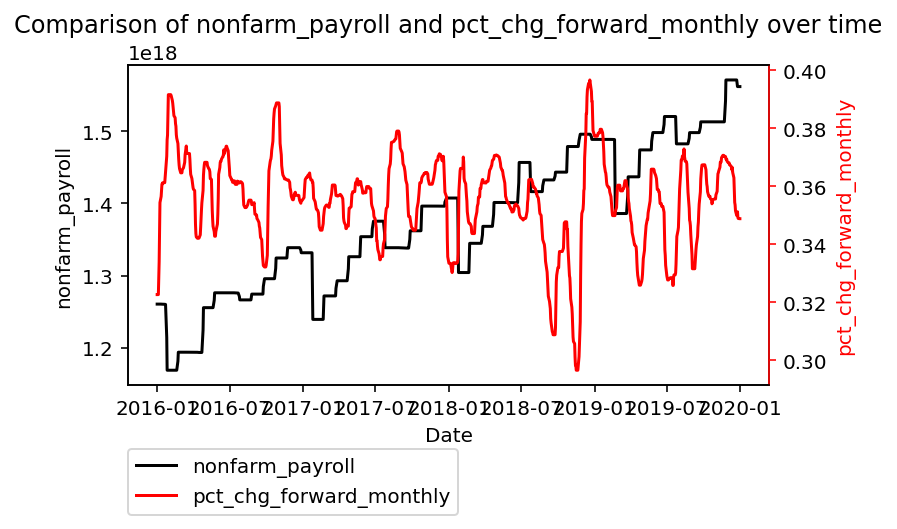 Comparison of nonfarm_payroll and pct_chg_forward_monthly over time
1e18
0.40
1.5
0.38
1.4
0.36
0.34
1.3
0.32
1.2
0.30
nonfarm_payroll
pct_chg_forward_monthly
2016-01 2016-07 2017-01 2017-07 2018-01 2018-07 2019-01 2019-07 2020-01
Date
nonfarm_payroll
pct_chg_forward_monthly